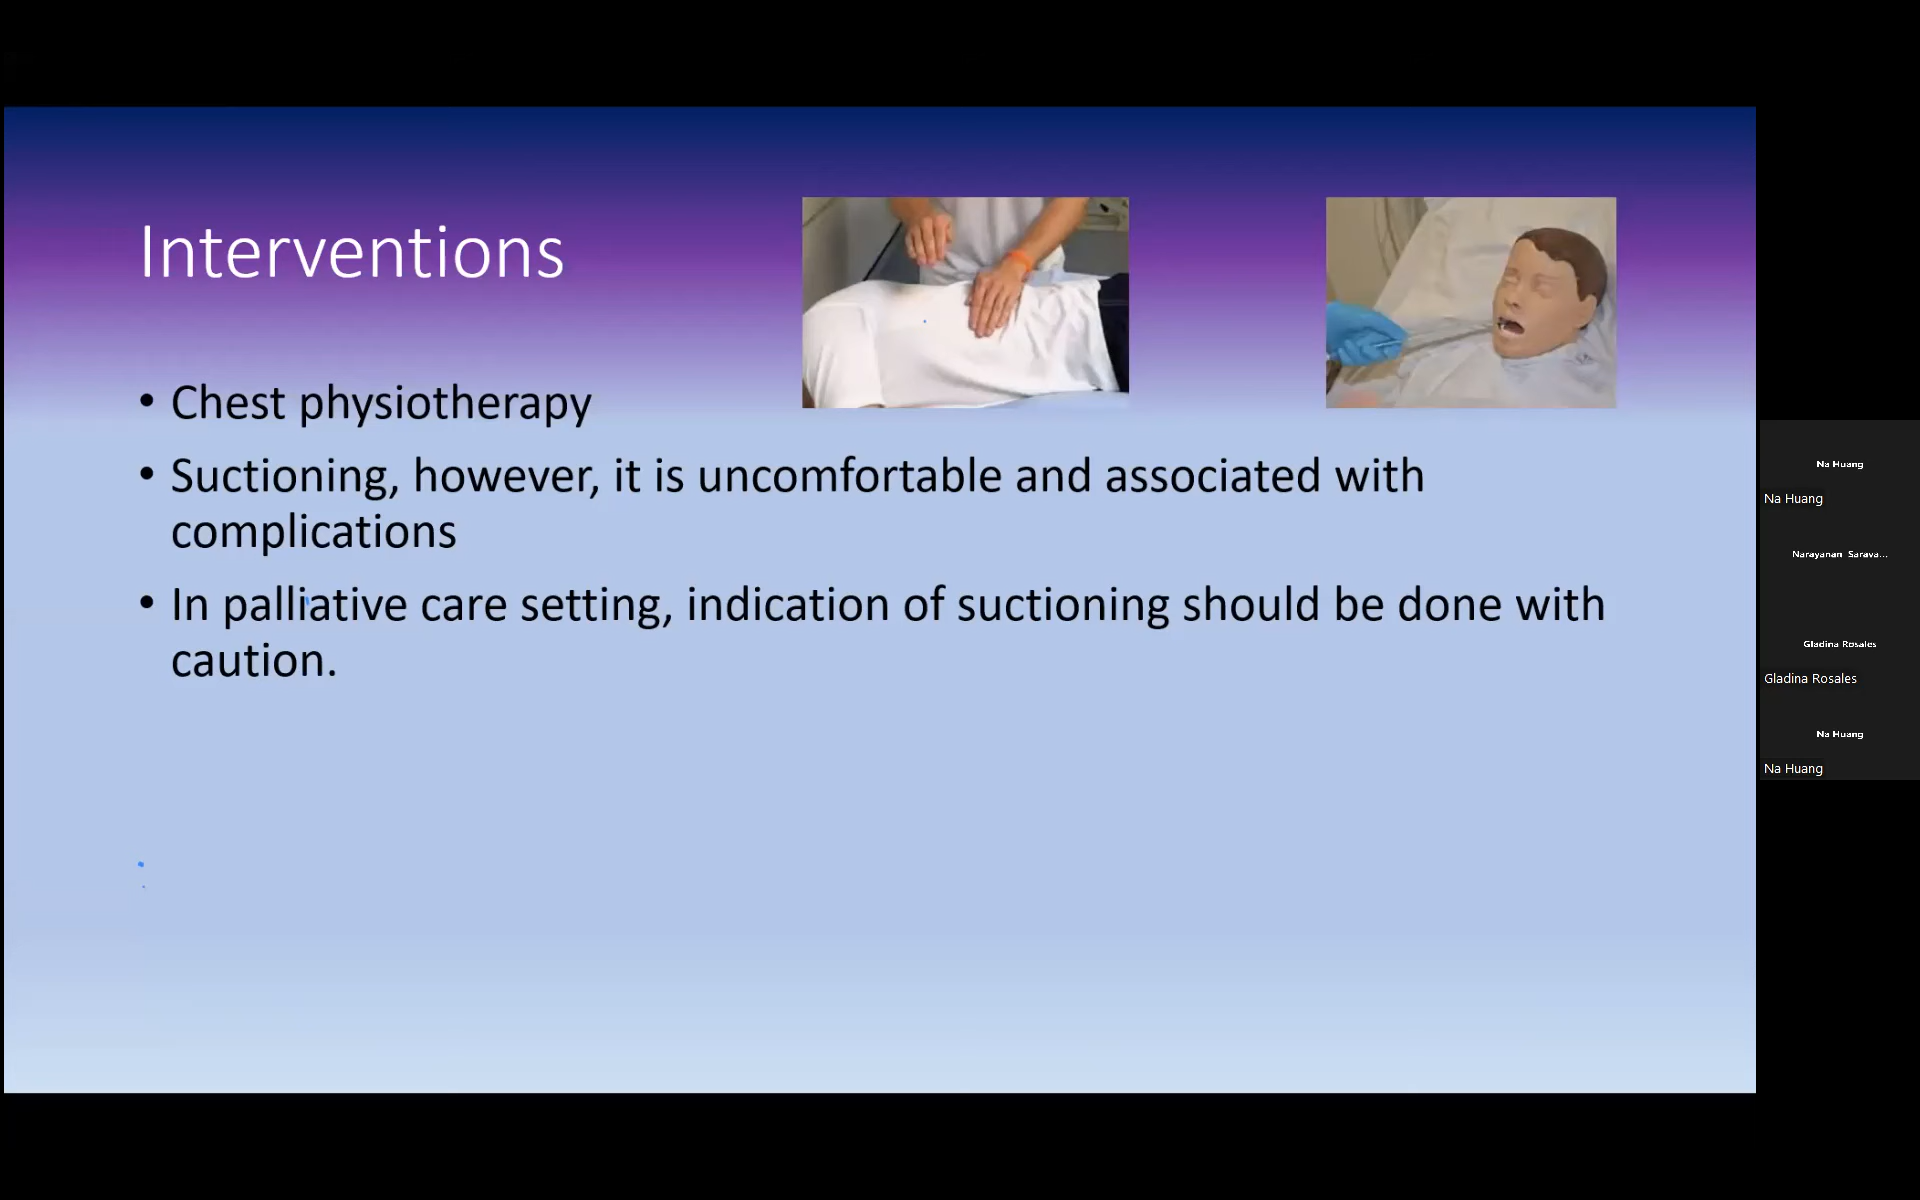 Interventions
• Chest physiotherapy
• Suctioning, however, it is uncomfortable and associated with
complications
• In palliative care setting, indication of suctioning should be done with
caution.
Na Huang
Na Huang
Narayanan Sarava...
Gladina Rosales
Gladina Rosales
Na Huang
Na Huang